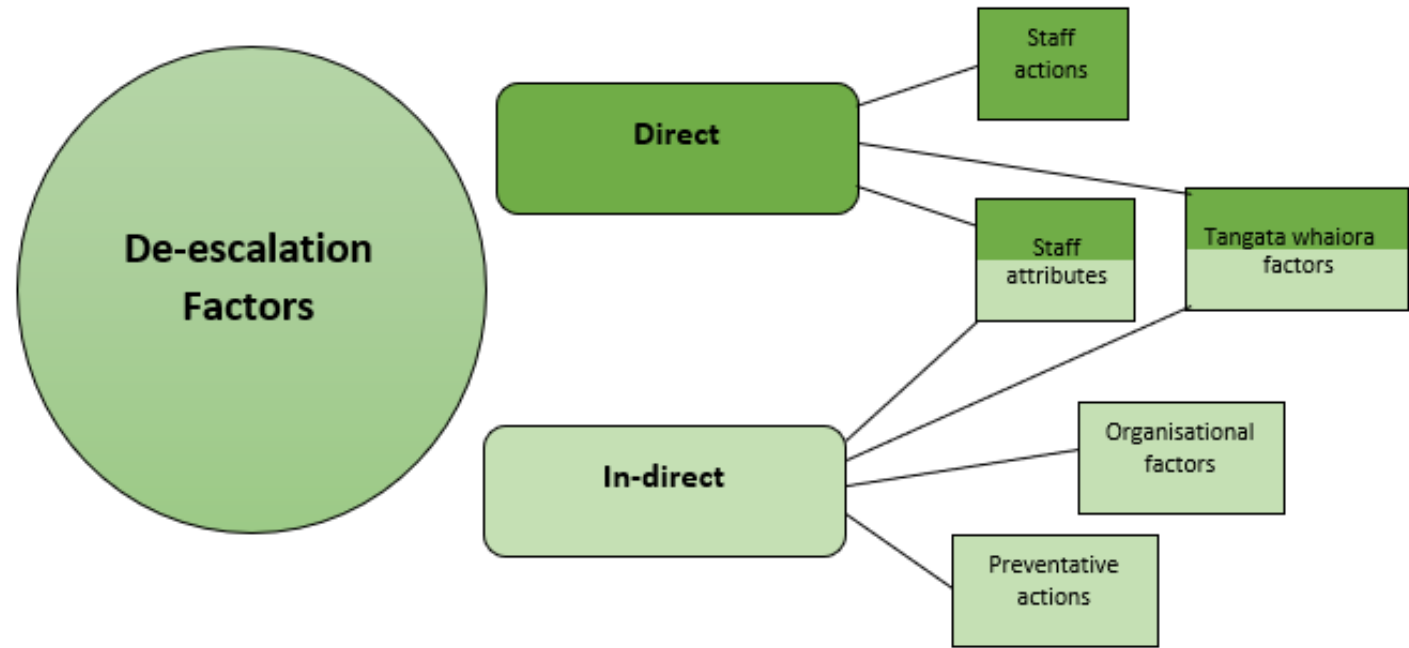 De-escalation
Factors
Direct
Staff
actions
Staff
attributes
Tangata whaiora
factors
In-direct
Organisational
factors
Preventative
actions